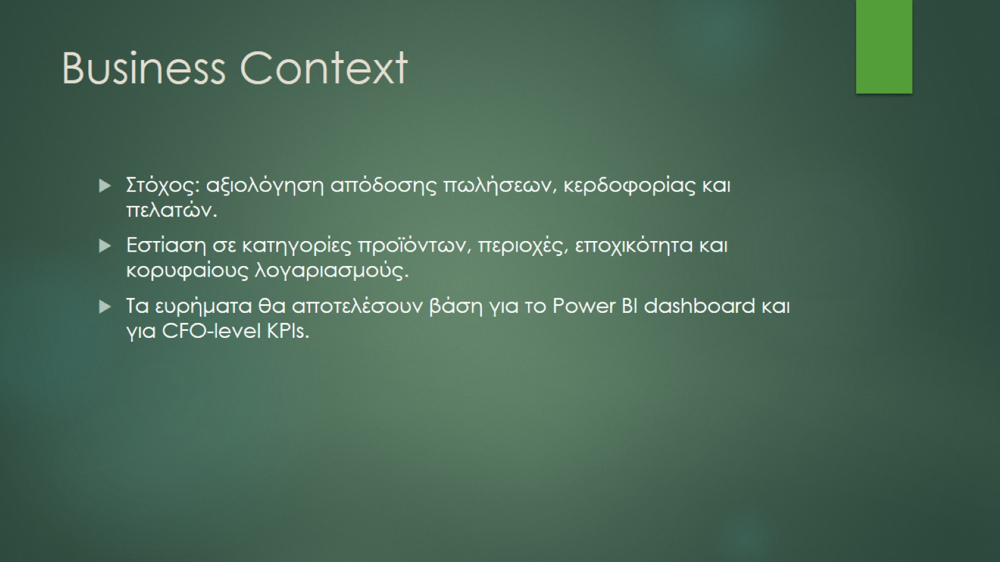 Business Context
Στόχος: αξιολόγηση απόδοσης πωλήσεων, κερδοφορίας και
πελατών.
Εστίαση σε κατηγορίες προϊόντων, περιοχές, εποχικότητα και
κορυφαίους λογαριασμούς.
Τα ευρήματα θα αποτελέσουν βάση για το Power BI dashboard και
για CFO-level KPIs.